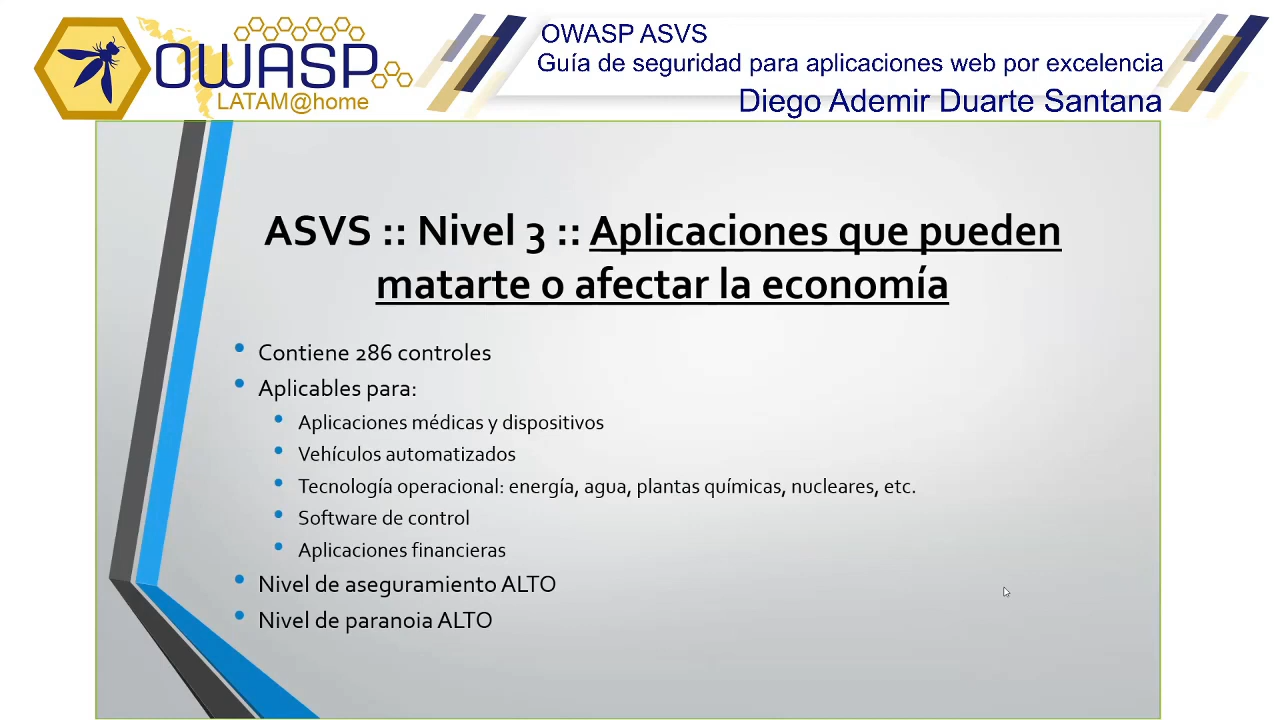 OWASP
LATAM@home
OWASP ASVS
Guía de seguridad para aplicaciones web por excelencia
Diego Ademir Duarte Santana
ASVS :: Nivel 3 :: Aplicaciones que pueden
matarte o afectar la economía
Contiene 286 controles
Aplicables para:
Aplicaciones médicas y dispositivos
Vehículos automatizados
Tecnología operacional: energía, agua, plantas químicas, nucleares, etc.
Software de control
Aplicaciones financieras
Nivel de aseguramiento ALTO
Nivel de paranoia ALTO